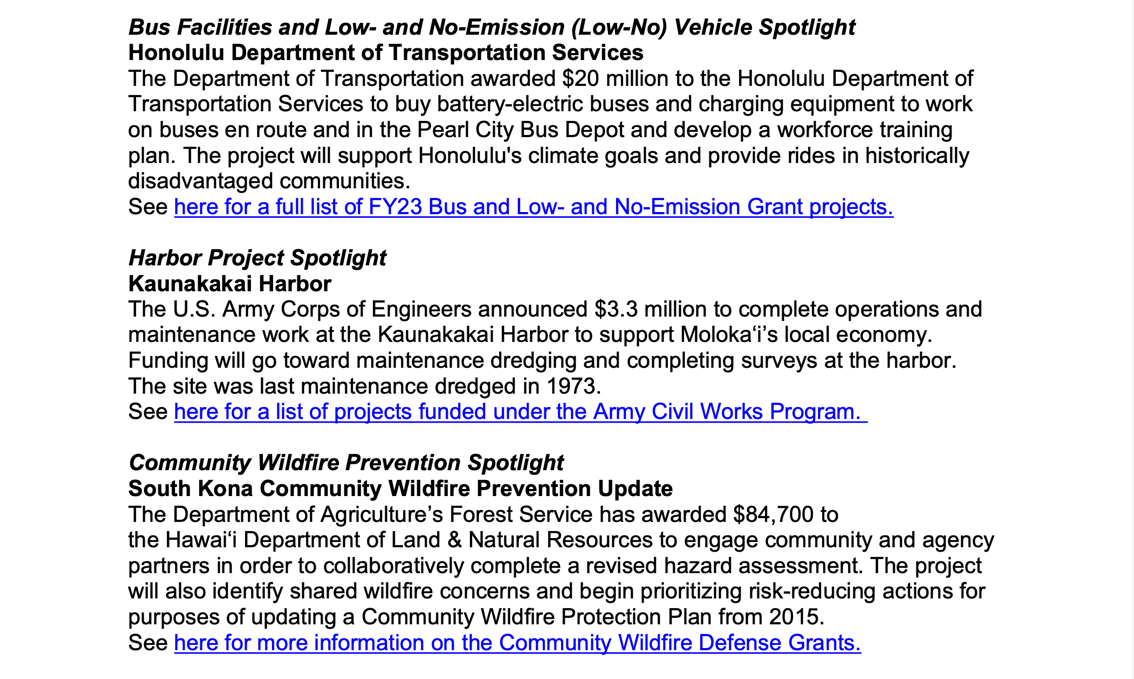 Bus Facilities and Low- and No-Emission (Low-No) Vehicle Spotlight
Honolulu Department of Transportation Services
The Department of Transportation awarded $20 million to the Honolulu Department of
Transportation Services to buy battery-electric buses and charging equipment to work
on buses en route and in the Pearl City Bus Depot and develop a workforce training
plan. The project will support Honolulu's climate goals and provide rides in historically
disadvantaged communities.
See here for a full list of FY23 Bus and Low- and No-Emission Grant projects.
Harbor Project Spotlight
Kaunakakai Harbor
The U.S. Army Corps of Engineers announced $3.3 million to complete operations and
maintenance work at the Kaunakakai Harbor to support Molokaʻi’s local economy.
Funding will go toward maintenance dredging and completing surveys at the harbor.
The site was last maintenance dredged in 1973.
See here for a list of projects funded under the Army Civil Works Program.
Community Wildfire Prevention Spotlight
South Kona Community Wildfire Prevention Update
The Department of Agriculture’s Forest Service has awarded $84,700 to
the Hawaiʻi Department of Land & Natural Resources to engage community and agency
partners in order to collaboratively complete a revised hazard assessment. The project
will also identify shared wildfire concerns and begin prioritizing risk-reducing actions for
purposes of updating a Community Wildfire Protection Plan from 2015.
See here for more information on the Community Wildfire Defense Grants.